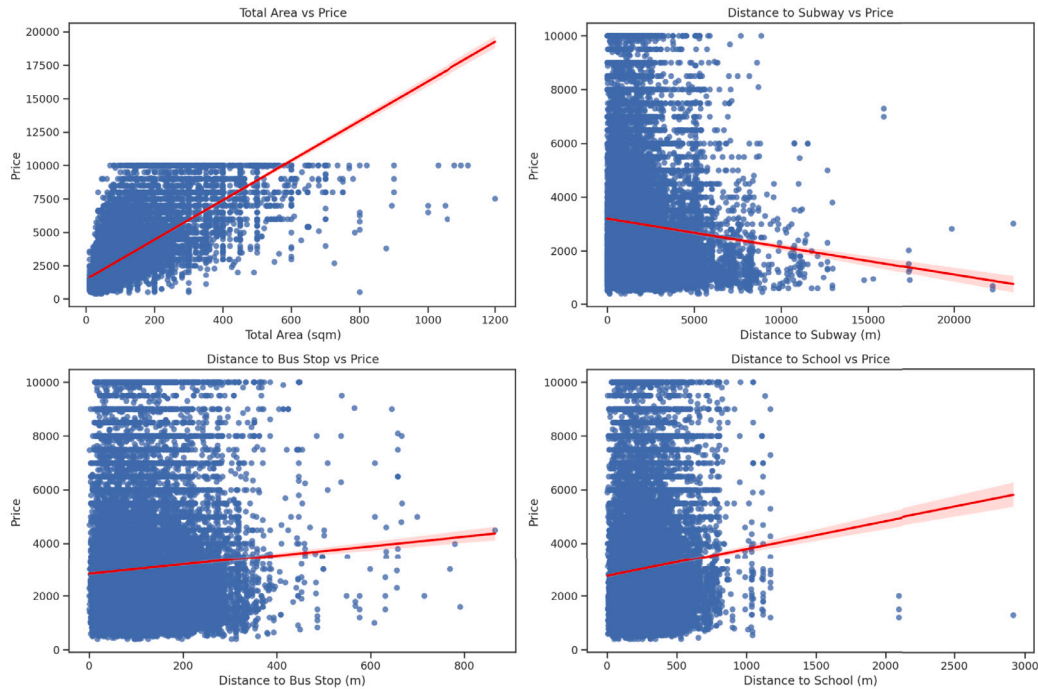 Total Area vs Price
20000
17500
15000
12500
10000
7500
5000
2500
0
Price
0 200 400 600 800 1000 1200
Total Area (sqm)
Distance to Subway vs Price
10000
8000
6000
4000
2000
0
Price
0 5000 10000 15000 20000
Distance to Subway (m)
Distance to Bus Stop vs Price
10000
8000
6000
4000
2000
0
Price
0 200 400 600 800
Distance to Bus Stop (m)
Distance to School vs Price
10000
8000
6000
4000
2000
0
Price
0 500 1000 1500 2000 2500 3000
Distance to School (m)